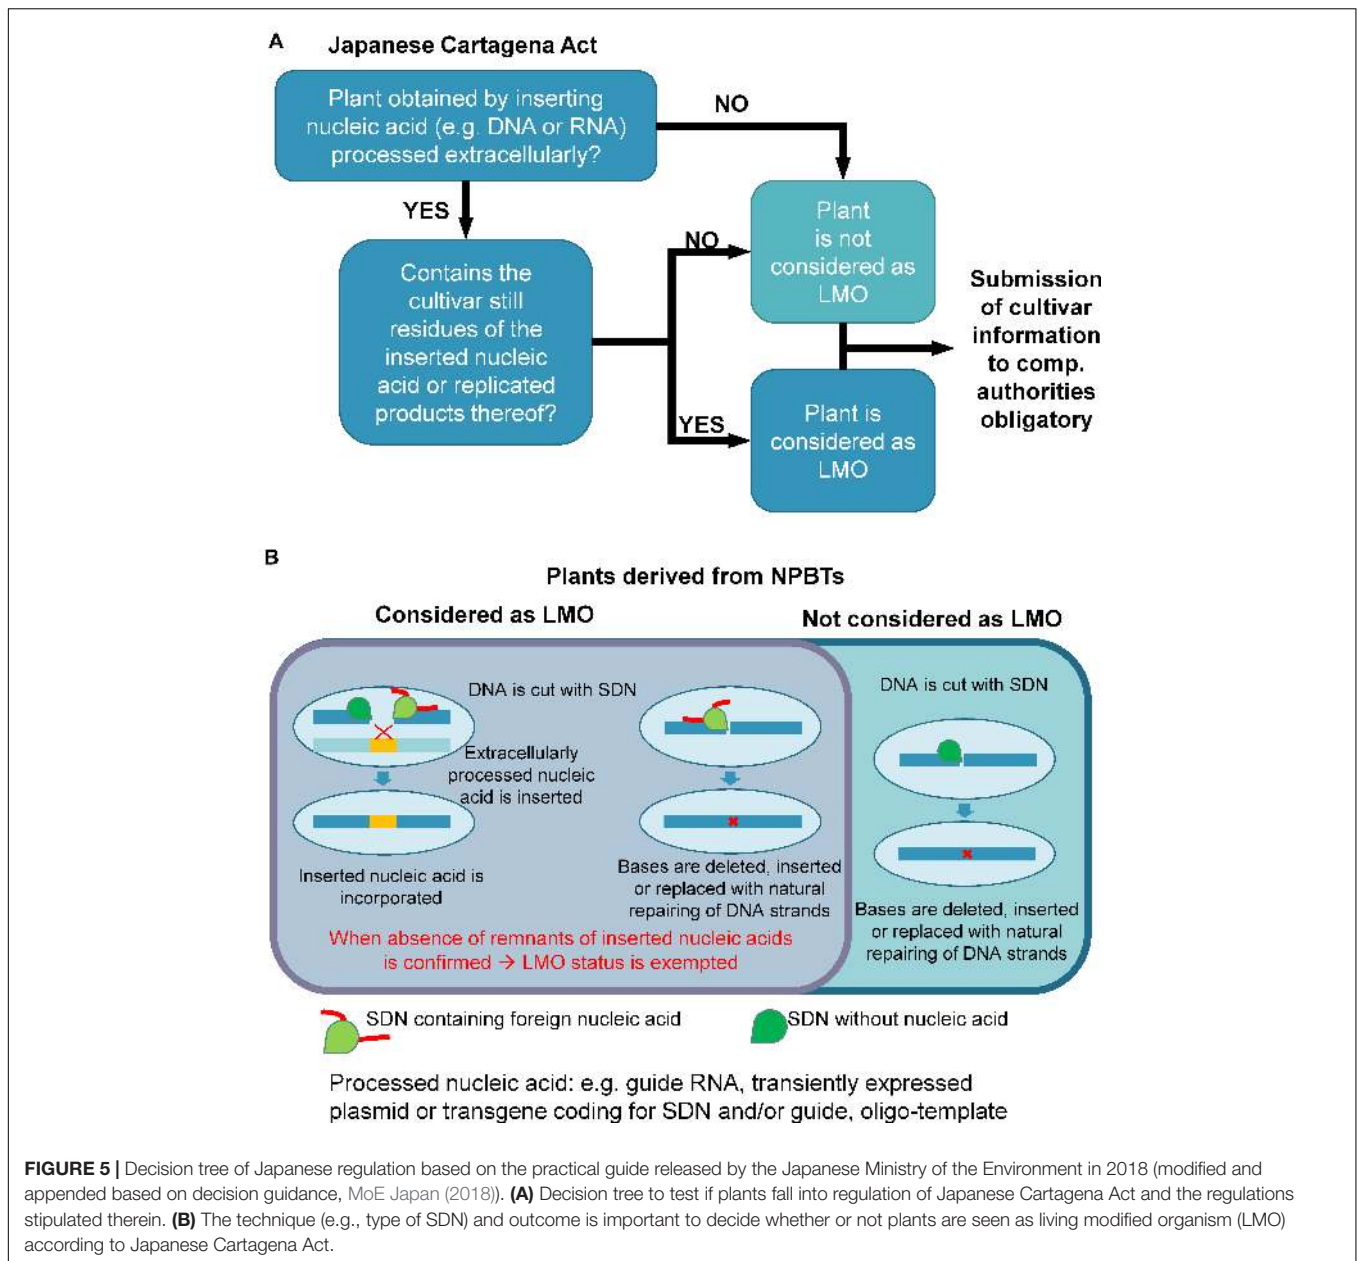 A
Japanese Cartagena Act
Plant obtained by inserting
nucleic acid (e.g. DNA or RNA)
processed extracellularly?
NO
YES
Contains the
cultivar still
residues of the
inserted nucleic
acid or replicated
products thereof?
NO
YES
Plant
is not
considered as
LMO
Plant is
considered as
LMO
Submission
of cultivar
information
to comp.
authorities
obligatory
B
Plants derived from NPBTs
Considered as LMO
Not considered as LMO
DNA is cut with SDN
Extracellularly
processed nucleic
acid is inserted
Inserted nucleic acid is
incorporated
Bases are deleted, inserted
or replaced with natural
repairing of DNA strands
When absence of remnants of inserted nucleic acids
is confirmed → LMO status is exempted
DNA is cut with SDN
Bases are deleted, inserted
or replaced with natural
repairing of DNA strands
SDN containing foreign nucleic acid
SDN without nucleic acid
Processed nucleic acid: e.g. guide RNA, transiently expressed
plasmid or transgene coding for SDN and/or guide, oligo-template
FIGURE 5 | Decision tree of Japanese regulation based on the practical guide released by the Japanese Ministry of the Environment in 2018 (modified and
appended based on decision guidance, MoE Japan (2018)). (A) Decision tree to test if plants fall into regulation of Japanese Cartagena Act and the regulations
stipulated therein. (B) The technique (e.g., type of SDN) and outcome is important to decide whether or not plants are seen as living modified organism (LMO)
according to Japanese Cartagena Act.